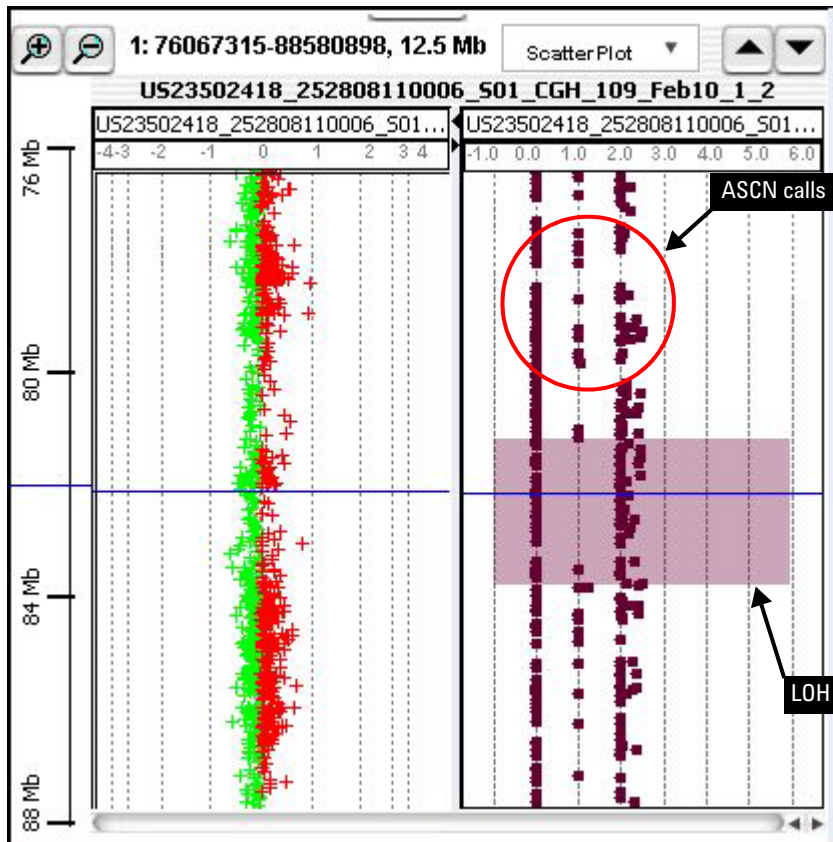 1: 76067315-88580898, 12.5 Mb
ScatterPlot
US23502418_252808110006_S01_CGH_109_Feb10_1_2
US23502418_252808110006_S01...
US23502418_252808110006_S01...
-4 -3 -2 -1 0 1 2 3 4
-1.0 0.0 1.0 2.0 3.0 4.0 5.0 6.0
76 Mb
80 Mb
84 Mb
88 Mb
ASCN calls
LOH